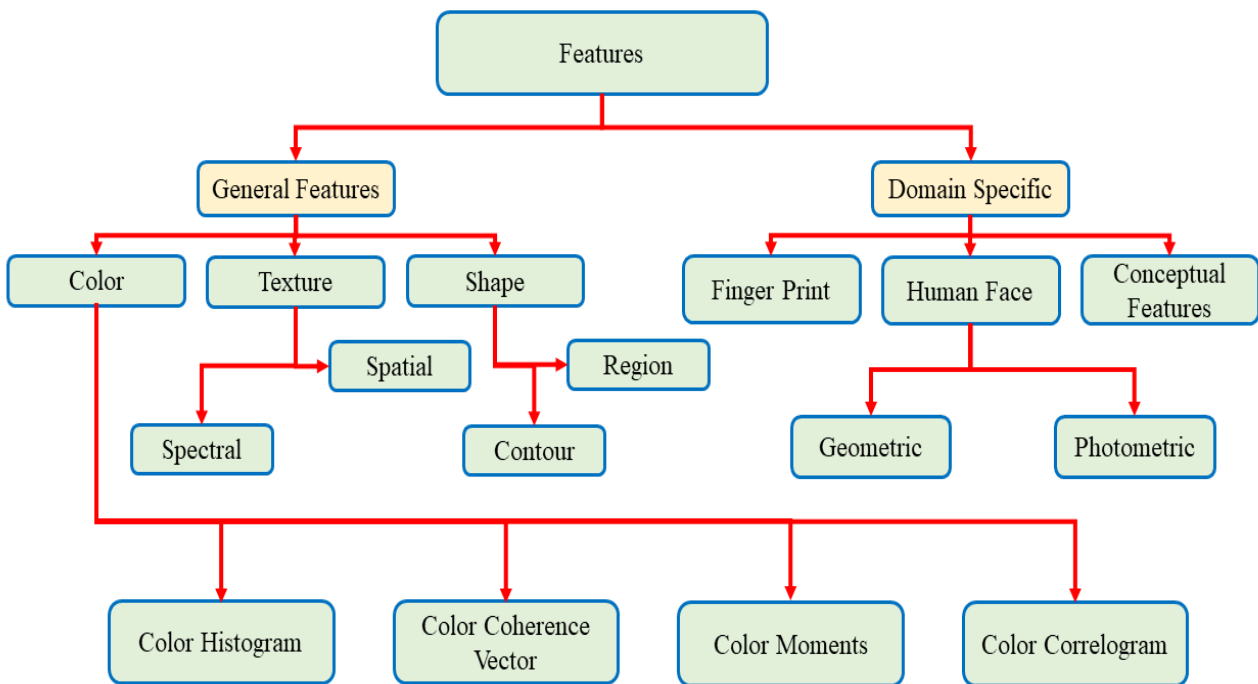 Features
General Features
Domain Specific
Color
Texture
Shape
Finger Print
Human Face
Conceptual
Features
Spatial
Region
Spectral
Contour
Geometric
Photometric
Color Histogram
Color Coherence
Vector
Color Moments
Color Correlogram